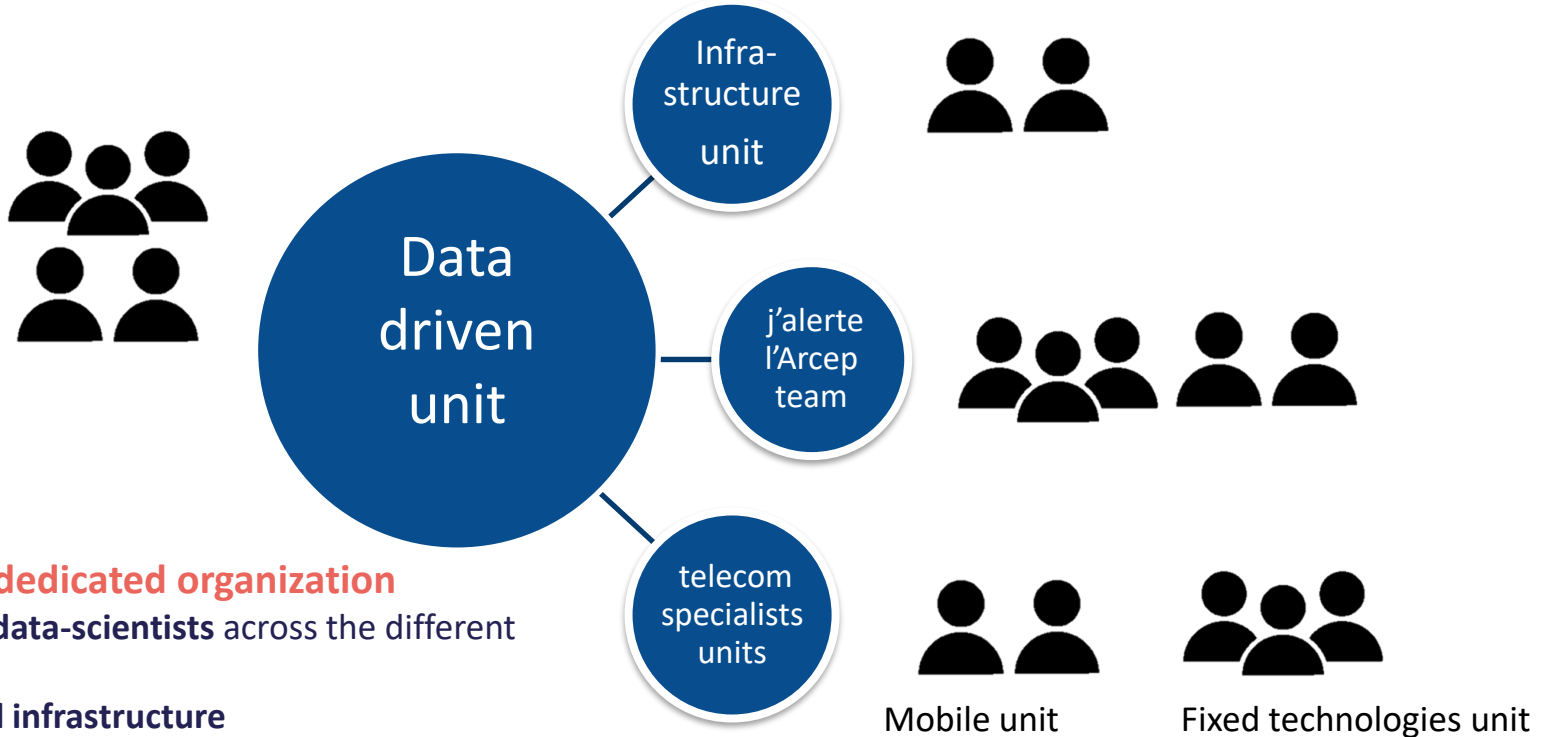 Infra-
structure
unit
Data
driven
unit
j’alerte
l’Arcep
team
telecom
specialists
units
dedicated organization
data-scientists across the different
infrastructure
Mobile unit
Fixed technologies unit